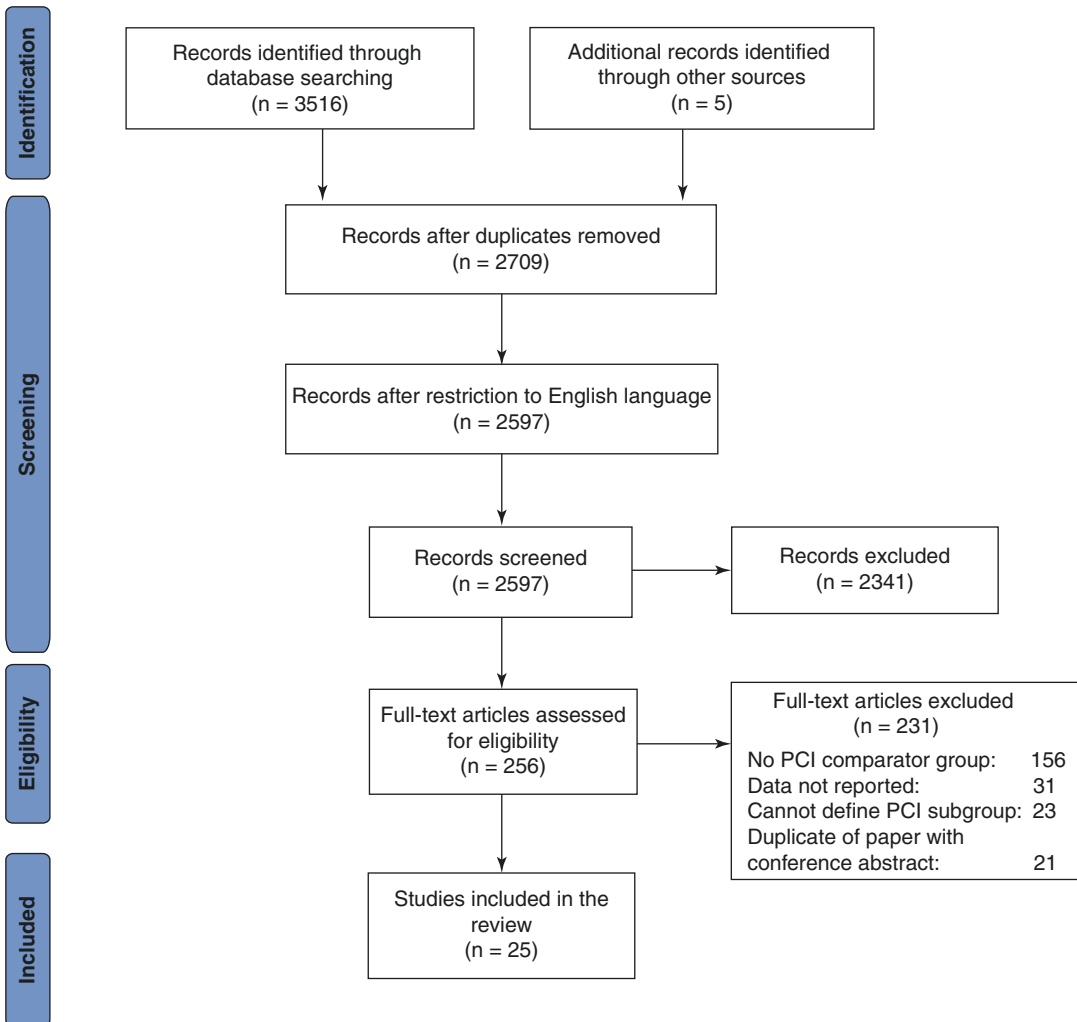 Identification
Records identified through
database searching
(n = 3516)
Additional records identified
through other sources
(n = 5)
Screening
Records after duplicates removed
(n = 2709)
Records after restriction to English language
(n = 2597)
Records screened
(n = 2597)
Records excluded
(n = 2341)
Eligibility
Full-text articles assessed
for eligibility
(n = 256)
Full-text articles excluded
(n = 231)
No PCI comparator group: 156
Data not reported: 31
Cannot define PCI subgroup: 23
Duplicate of paper with
conference abstract: 21
Included
Studies included in the
review
(n = 25)